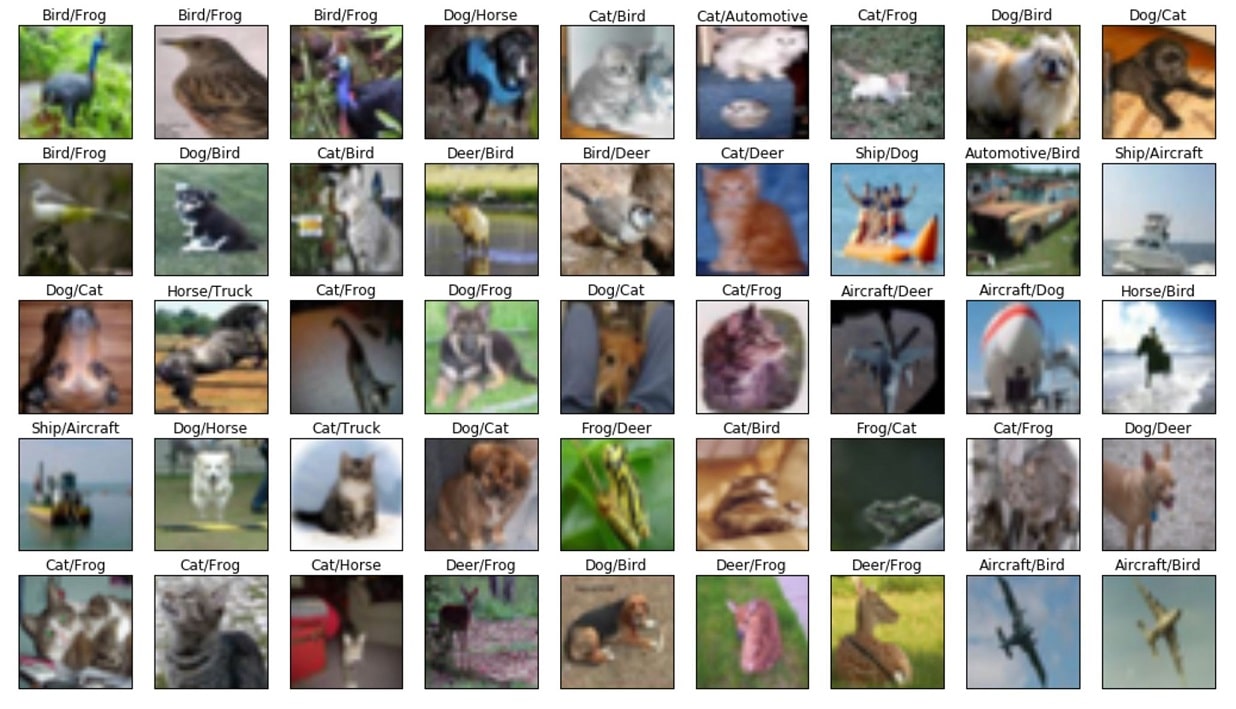 Bird/Frog Bird/Frog Bird/Frog Dog/Horse Cat/Bird Cat/Automotive Cat/Frog Dog/Bird Dog/Cat
Bird/Frog Dog/Bird Cat/Bird Deer/Bird Bird/Deer Cat/Deer Ship/Dog Automotive/Bird Ship/Aircraft
Dog/Cat Horse/Truck Cat/Frog Dog/Frog Dog/Cat Cat/Frog Aircraft/Deer Aircraft/Dog Horse/Bird
Ship/Aircraft Dog/Horse Cat/Truck Dog/Cat Frog/Deer Cat/Bird Frog/Cat Cat/Frog Dog/Deer
Cat/Frog Cat/Frog Cat/Horse Deer/Frog Dog/Bird Deer/Frog Deer/Frog Aircraft/Bird Aircraft/Bird